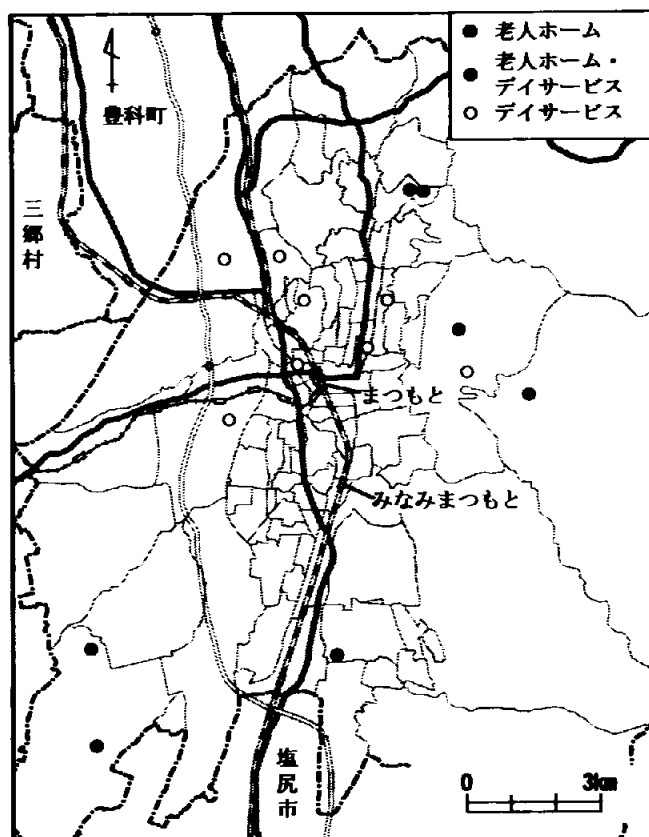 ● 老人ホーム
● 老人ホーム・
デイサービス
○ デイサービス
豊科町
三郷村
まつもと
みなみまつもと
塩尻市
0 3km